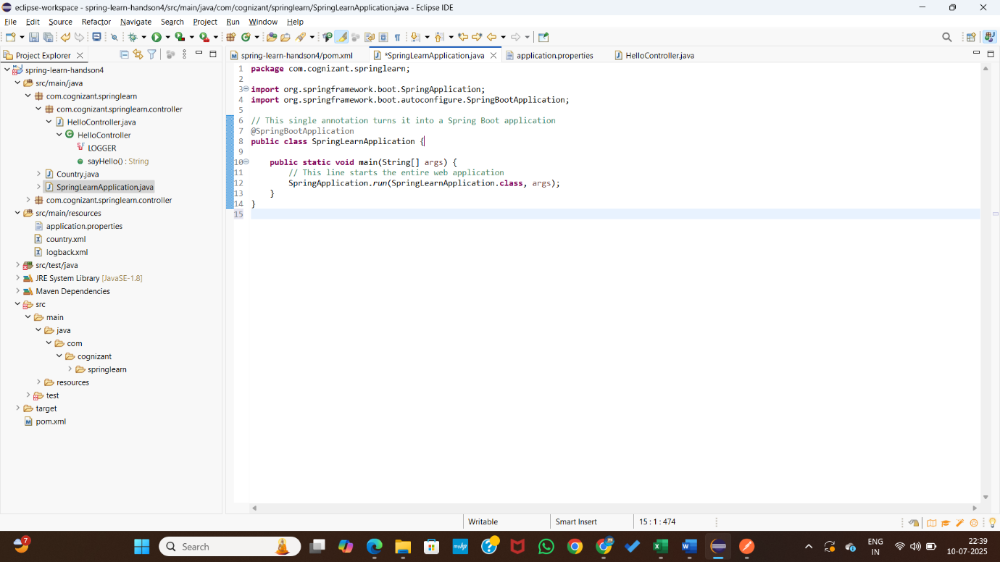 eclipse-workspace - spring-learn-handson4/src/main/java/com/cognizant/springlearn/SpringLearnApplication.java - Eclipse IDE
File Edit Source Refactor Navigate Search Project Run Window Help
Project Explorer
spring-learn-handson4
src/main/java
com.cognizant.springlearn
com.cognizant.springlearn.controller
HelloController.java
HelloController
LOGGER
sayHello() : String
Country.java
SpringLearnApplication.java
com.cognizant.springlearn.controller
src/main/resources
application.properties
country.xml
logback.xml
src/test/java
JRE System Library [JavaSE-1.8]
Maven Dependencies
src
main
java
com
cognizant
springlearn
resources
test
target
pom.xml
spring-learn-handson4/pom.xml
*SpringLearnApplication.java
application.properties
HelloController.java
1 package com.cognizant.springlearn;
2
3 import org.springframework.boot.SpringApplication;
4 import org.springframework.boot.autoconfigure.SpringBootApplication;
5
6 // This single annotation turns it into a Spring Boot application
7 @SpringBootApplication
8 public class SpringLearnApplication {
9
10 public static void main(String[] args) {
11 // This line starts the entire web application
12 SpringApplication.run(SpringLearnApplication.class, args);
13 }
14 }
15
Writable
Smart Insert
15 : 1 : 474
7
Search
myhp
ENG
IN
22:39
10-07-2025